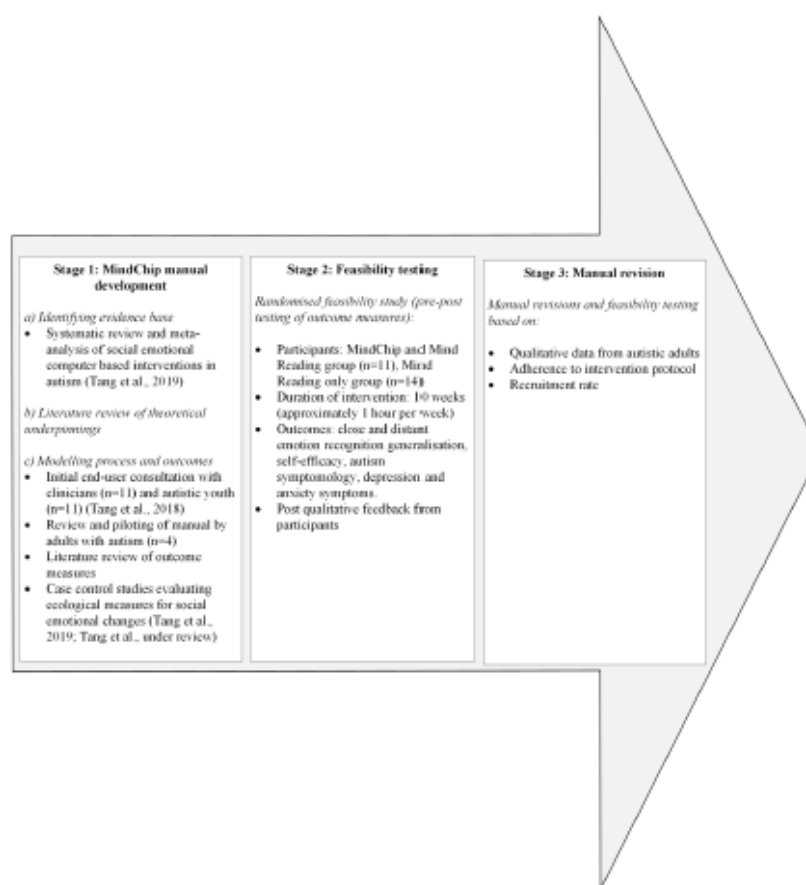 Stage 1: MindChip manual
development
a) Identifying evidence base
• Systematic review and meta-
analysis of social emotional
computer based interventions in
autism (Tang et al., 2019)
b) Literature review of theoretical
underpinnings
c) Modelling process and outcomes
• Initial end-user consultation with
clinicians (n=11) and autistic youth
(n=11) (Tang et al., 2018)
• Review and piloting of manual by
adults with autism (n=4)
• Literature review of outcome
measures
• Case control studies evaluating
ecological measures for social
emotional changes (Tang et al.,
2019; Tang et al., under review)
Stage 2: Feasibility testing
Randomised feasibility study (pre-post
testing of outcome measures):
• Participants: MindChip and Mind
Reading group (n=11), Mind
Reading only group (n=14)
• Duration of intervention: 10 weeks
(approximately 1 hour per week)
• Outcomes: close and distant
emotion recognition generalisation,
self-efficacy, autism
symptomology, depression and
anxiety symptoms.
• Post qualitative feedback from
participants
Stage 3: Manual revision
Manual revisions and feasibility testing
based on:
• Qualitative data from autistic adults
• Adherence to intervention protocol
• Recruitment rate